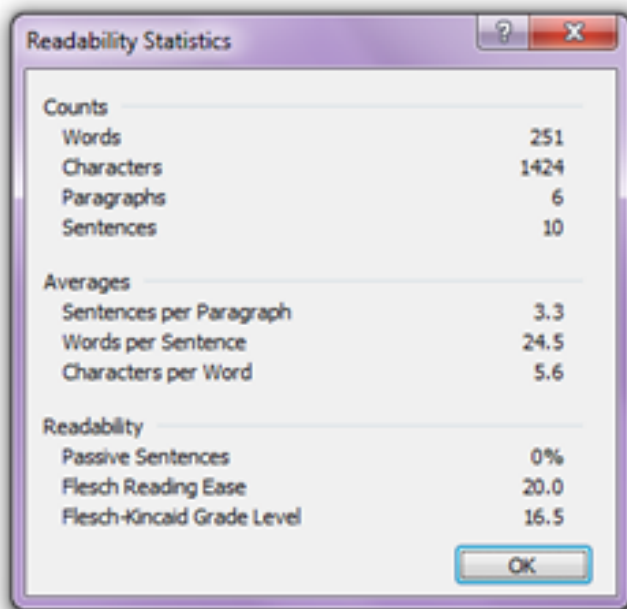 Readability Statistics
Counts
Words 251
Characters 1424
Paragraphs 6
Sentences 10
Averages
Sentences per Paragraph 3.3
Words per Sentence 24.5
Characters per Word 5.6
Readability
Passive Sentences 0%
Flesch Reading Ease 20.0
Flesch-Kincaid Grade Level 16.5
OK